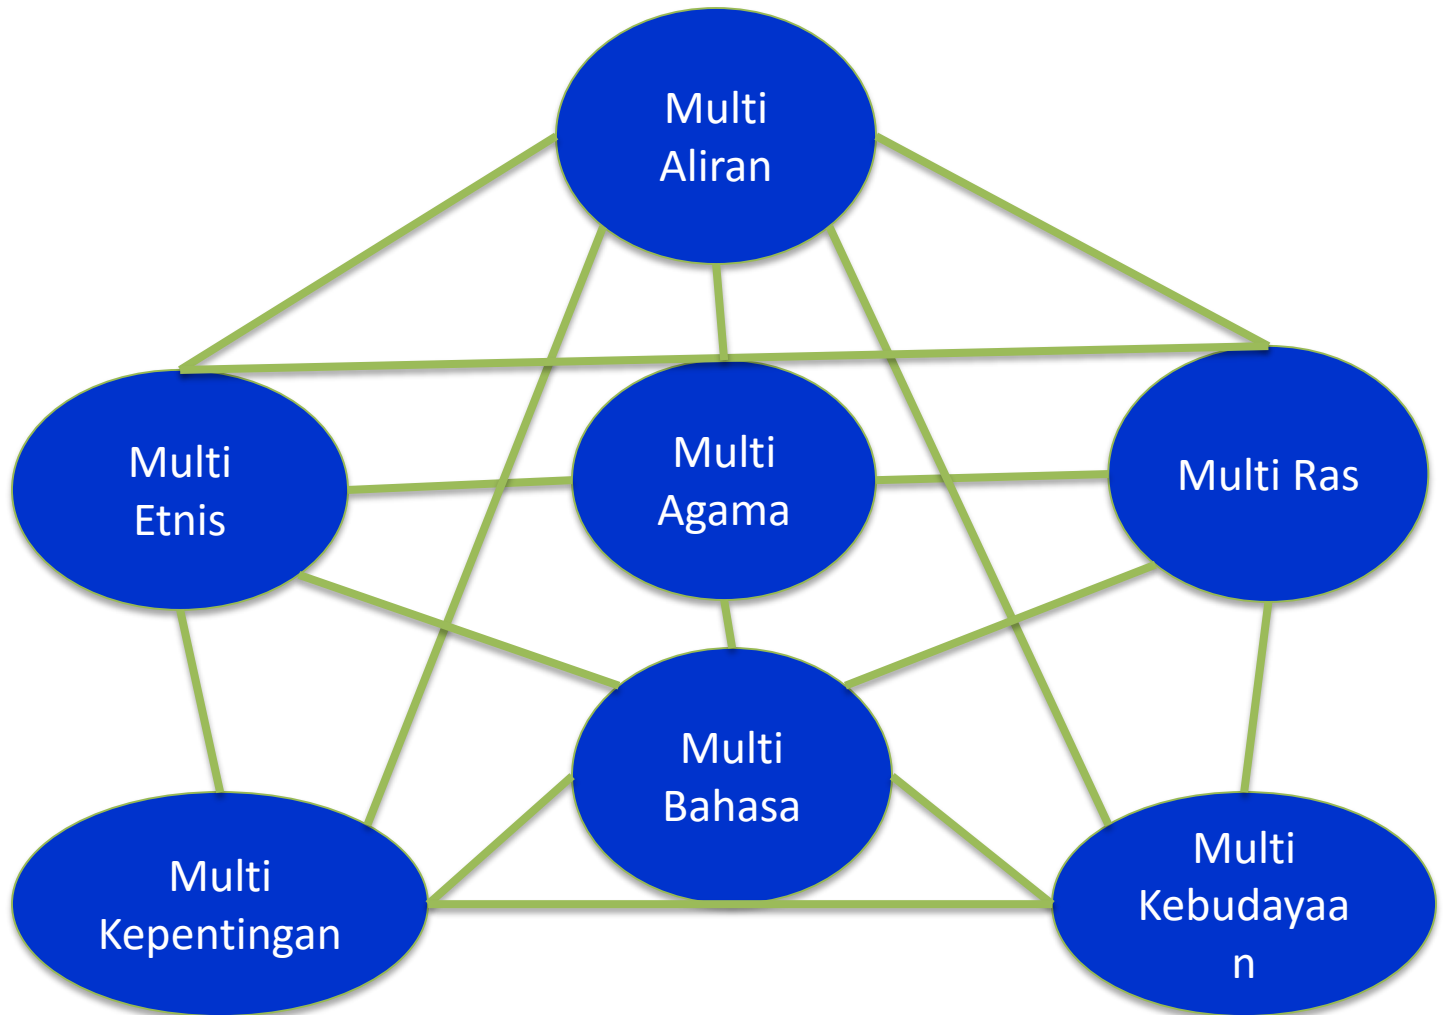 Multi
Aliran
Multi
Etnis
Multi
Agama
Multi Ras
Multi
Bahasa
Multi
Kepentingan
Multi
Kebudayaa
n